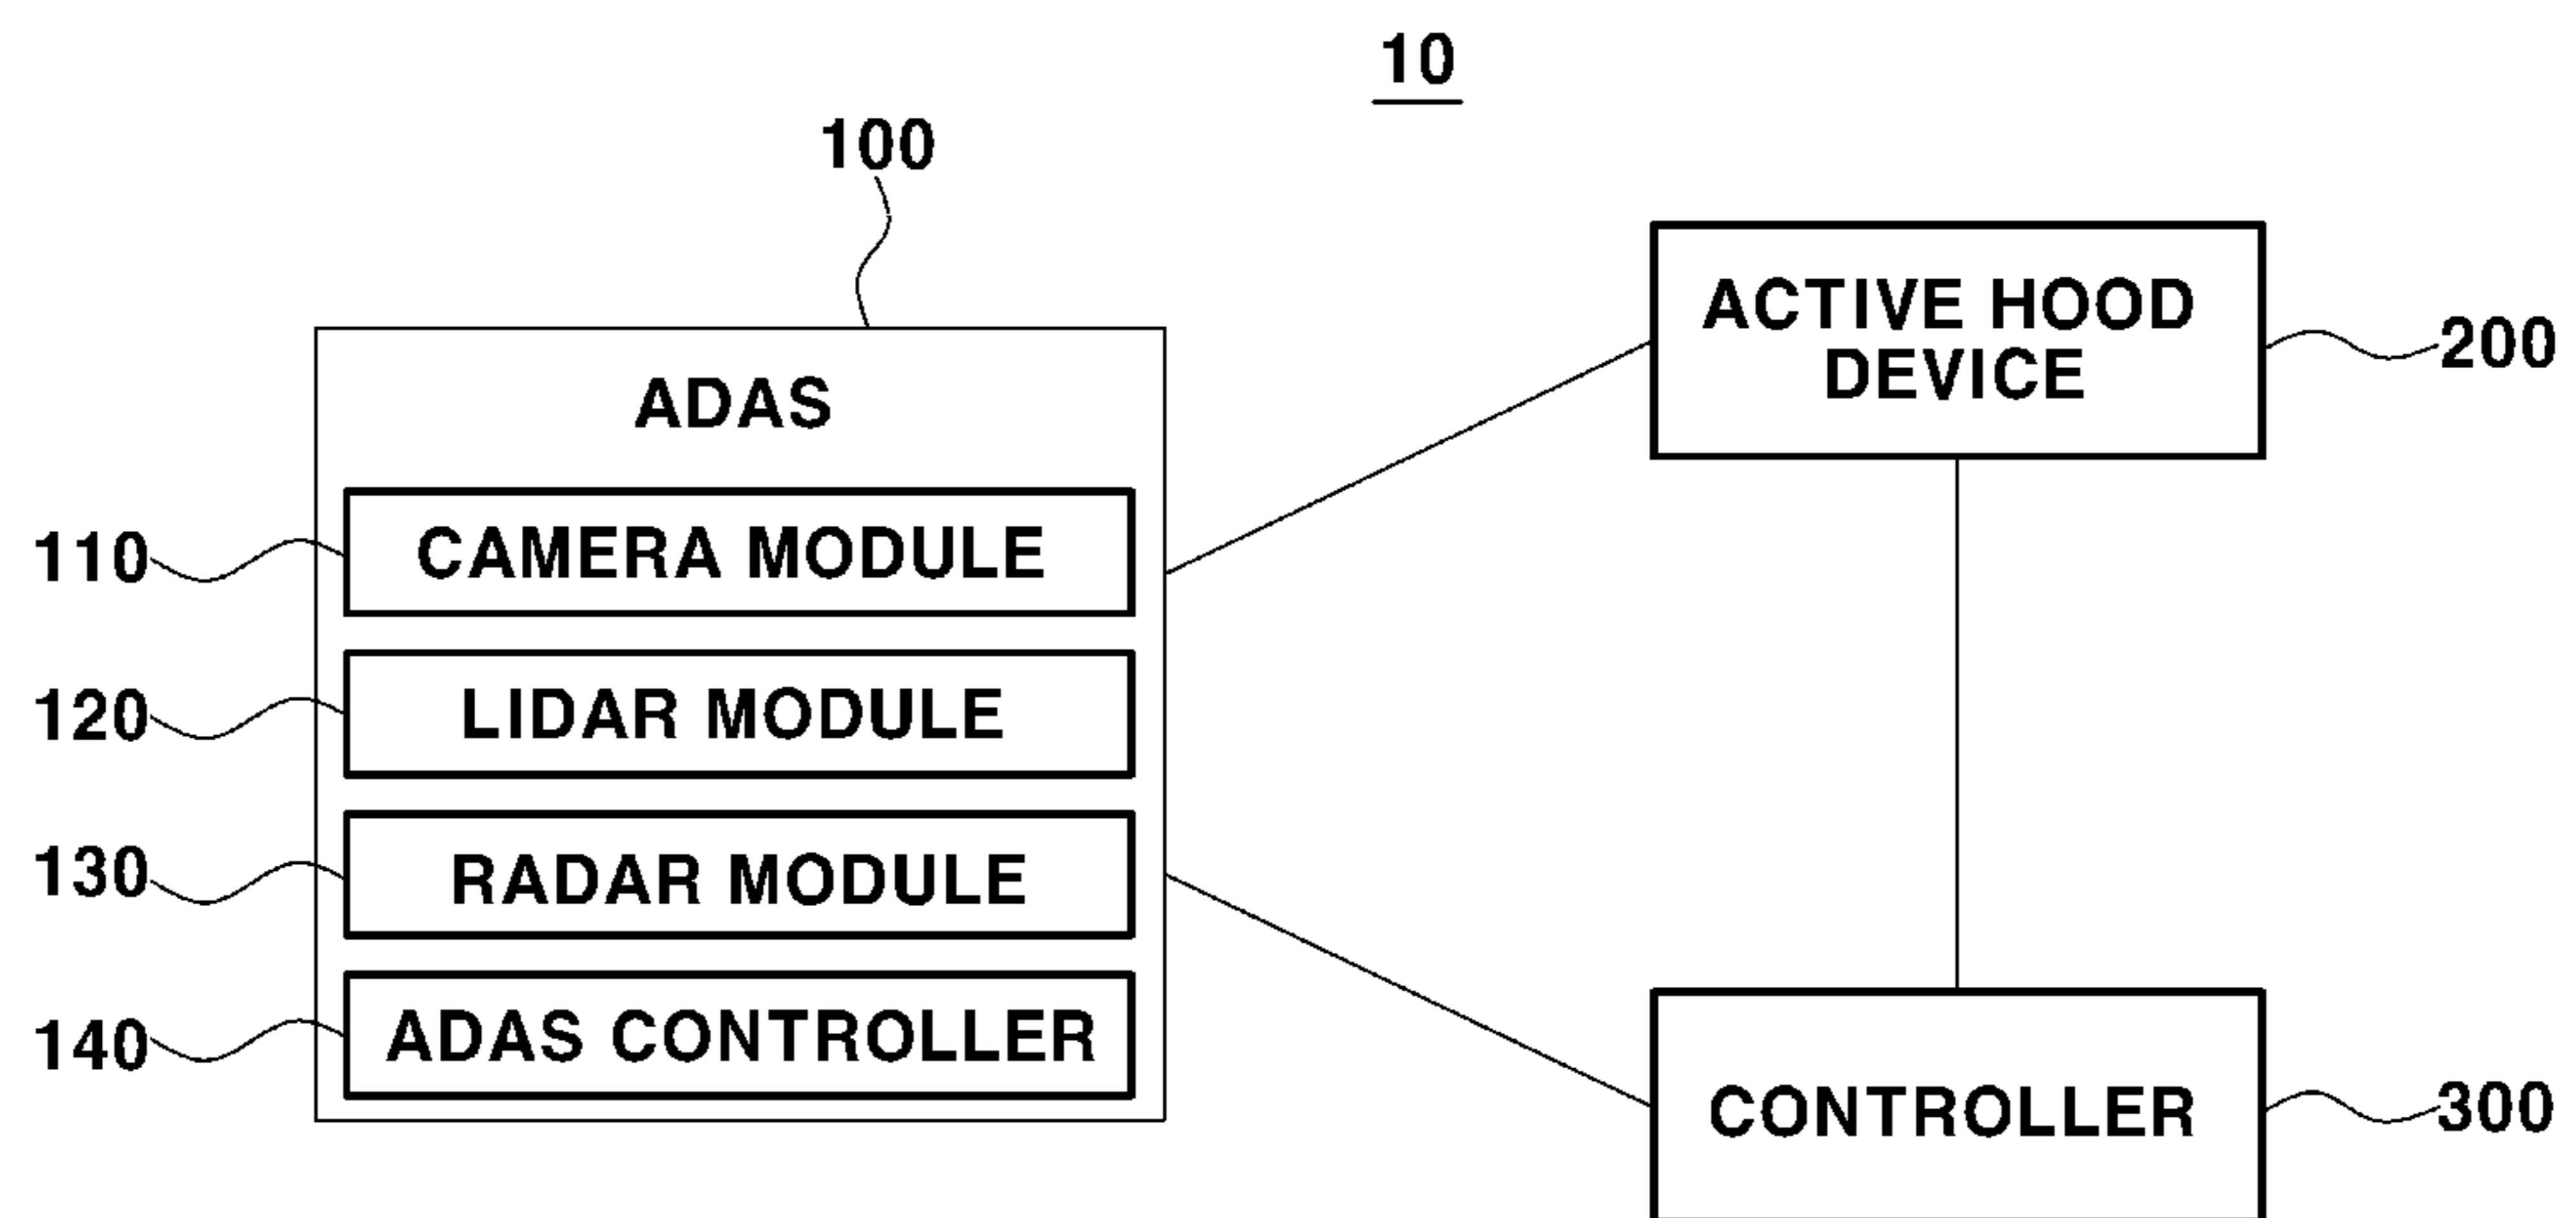 10
100
ADAS
110
CAMERA MODULE
120
LIDAR MODULE
130
RADAR MODULE
140
ADAS CONTROLLER
ACTIVE HOOD
DEVICE
200
CONTROLLER
300